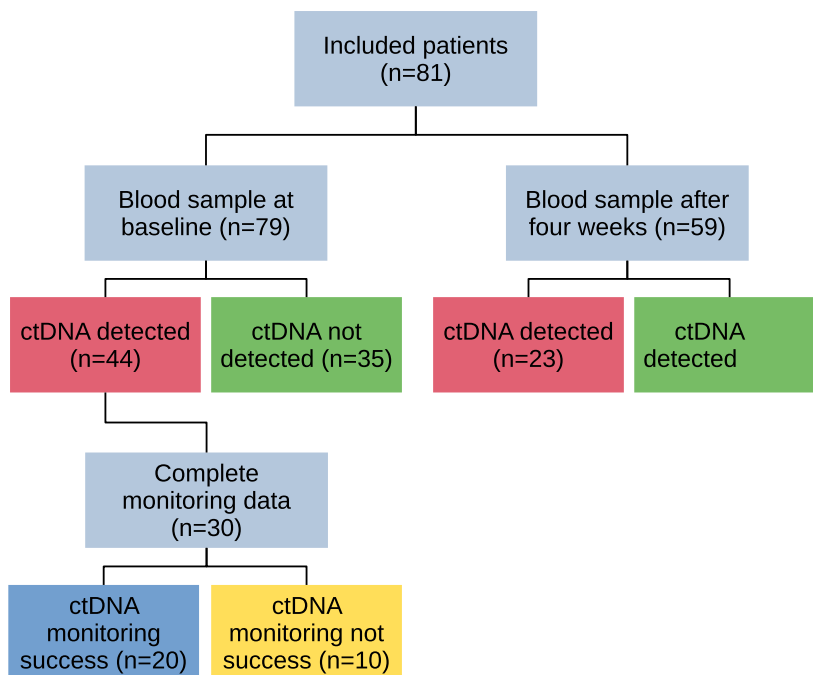 Included patients
(n=81)
Blood sample at
baseline (n=79)
Blood sample after
four weeks (n=59)
ctDNA detected
(n=44)
ctDNA not
detected (n=35)
ctDNA detected
(n=23)
ctDNA
detected
Complete
monitoring data
(n=30)
ctDNA
monitoring
success (n=20)
ctDNA
monitoring not
success (n=10)